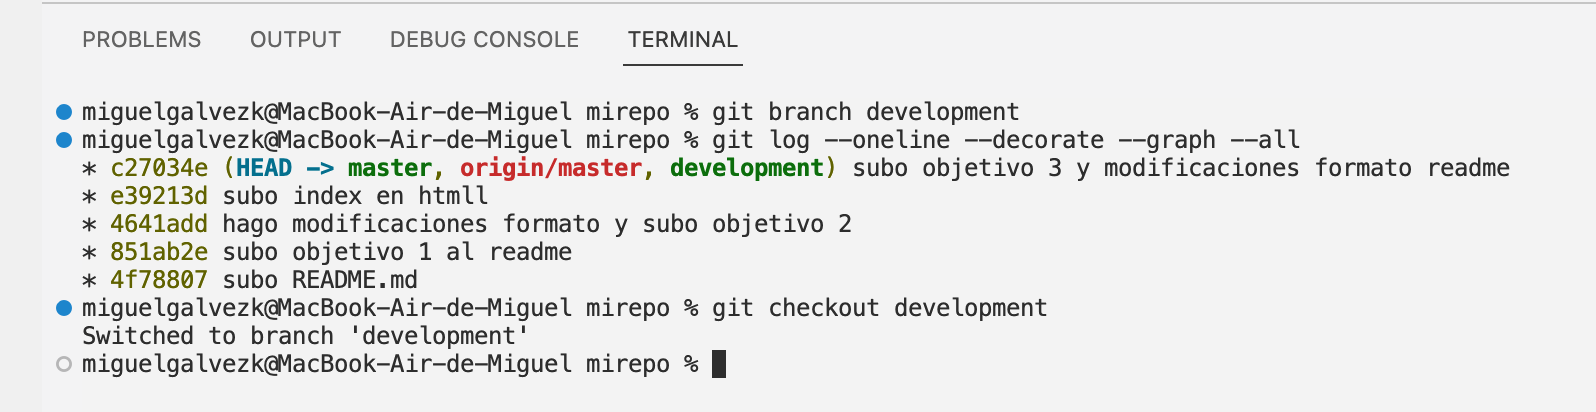 PROBLEMS OUTPUT DEBUG CONSOLE TERMINAL
miguelgalvezk@MacBook-Air-de-Miguel mirepo % git branch development
miguelgalvezk@MacBook-Air-de-Miguel mirepo % git log --oneline --decorate --graph --all
* c27034e (HEAD -> master, origin/master, development) subo objetivo 3 y modificaciones formato readme
* e39213d subo index en htmll
* 4641add hago modificaciones formato y subo objetivo 2
* 851ab2e subo objetivo 1 al readme
* 4f78807 subo README.md
miguelgalvezk@MacBook-Air-de-Miguel mirepo % git checkout development
Switched to branch 'development'
miguelgalvezk@MacBook-Air-de-Miguel mirepo %